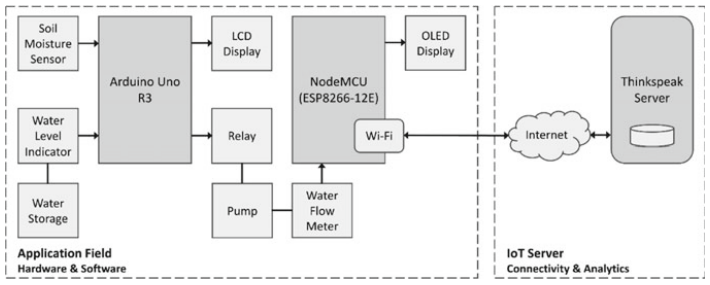 Soil
Moisture
Sensor
Arduino Uno
R3
LCD
Display
NodeMCU
(ESP8266-12E)
OLED
Display
Thinkspeak
Server
Water
Level
Indicator
Relay
Wi-Fi
Internet
Water
Storage
Pump
Water
Flow
Meter
Application Field
Hardware & Software
IoT Server
Connectivity & Analytics